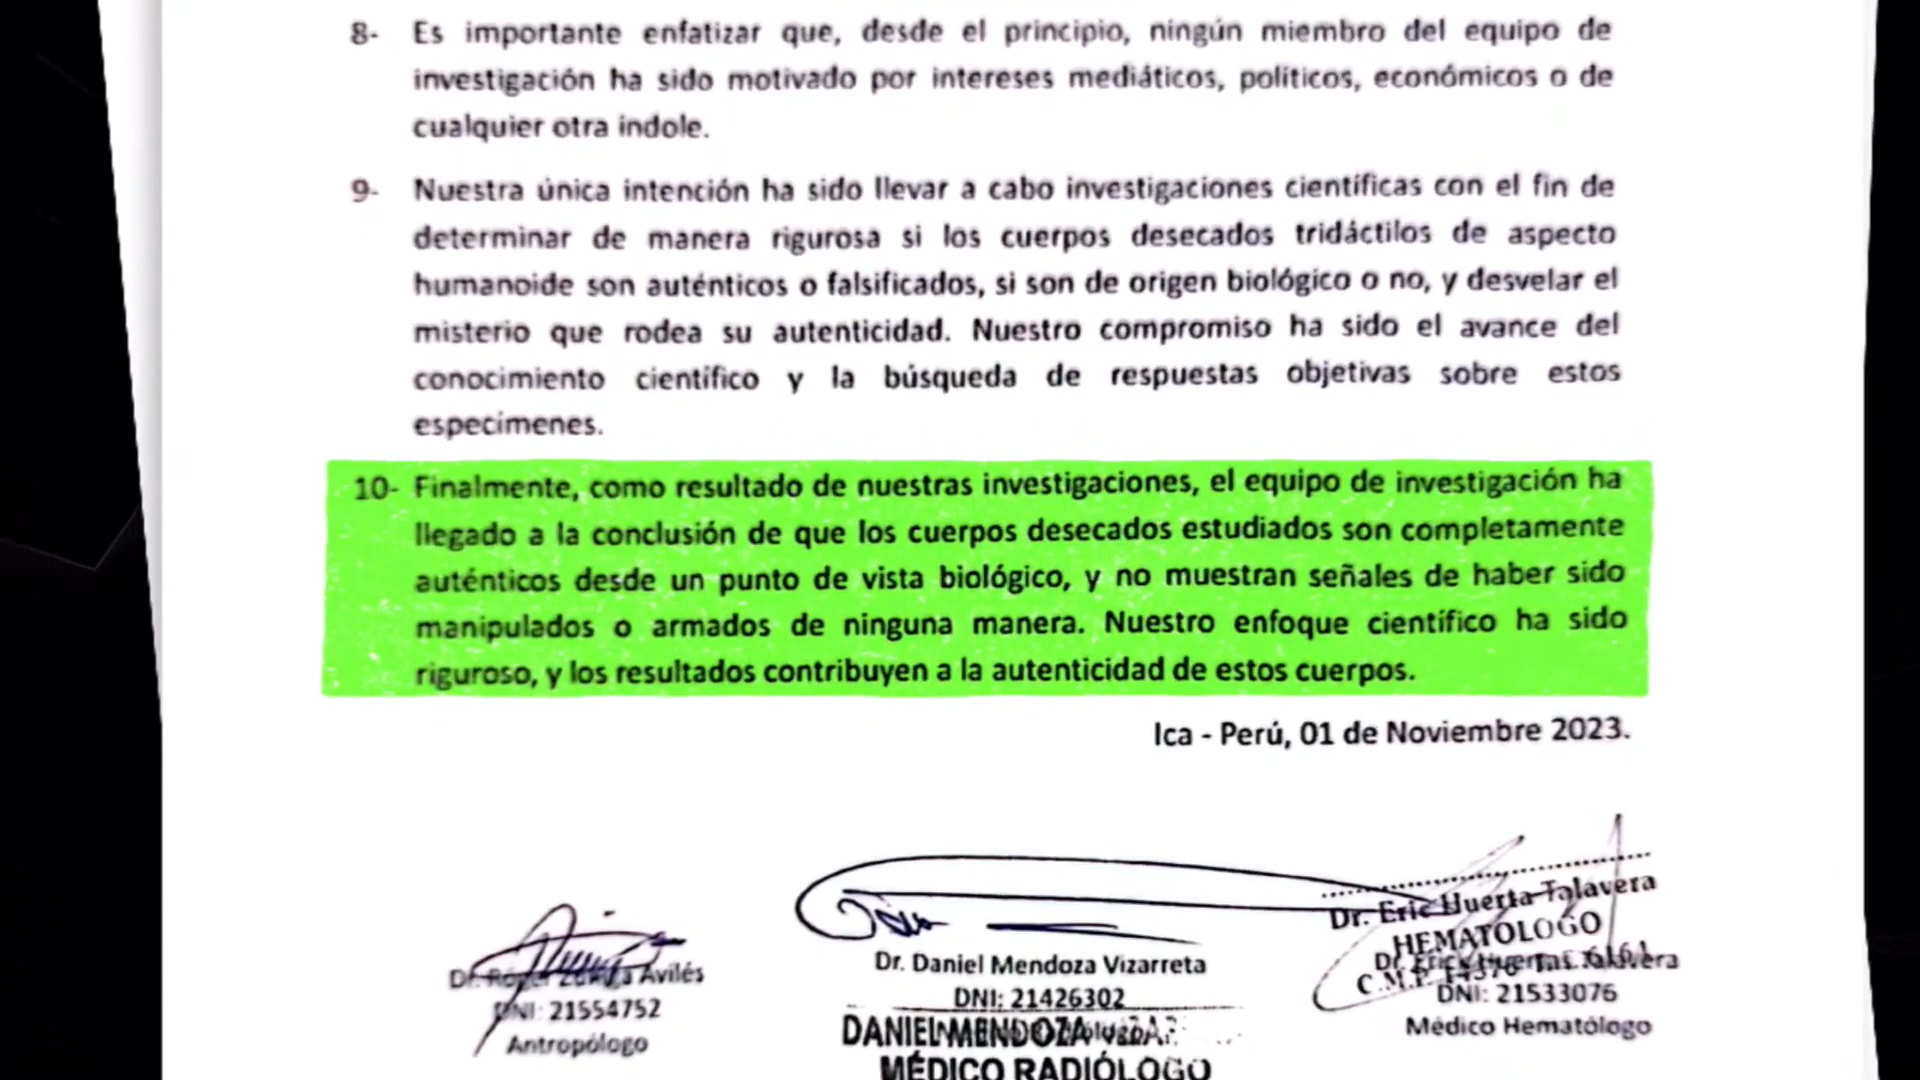 8- Es importante enfatizar que, desde el principio, ningún miembro del equipo de
investigación ha sido motivado por intereses mediáticos, políticos, económicos o de
cualquier otra índole.
9- Nuestra única intención ha sido llevar a cabo investigaciones científicas con el fin de
determinar de manera rigurosa si los cuerpos desecados tridáctilos de aspecto
humanoide son auténticos o falsificados, si son de origen biológico o no, y desvelar el
misterio que rodea su autenticidad. Nuestro compromiso ha sido el avance del
conocimiento científico y la búsqueda de respuestas objetivas sobre estos
especímenes.
10- Finalmente, como resultado de nuestras investigaciones, el equipo de investigación ha
llegado a la conclusión de que los cuerpos desecados estudiados son completamente
auténticos desde un punto de vista biológico, y no muestran señales de haber sido
manipulados o armados de ninguna manera. Nuestro enfoque científico ha sido
riguroso, y los resultados contribuyen a la autenticidad de estos cuerpos.
Ica - Perú, 01 de Noviembre 2023.
Dr. Avilés
DNI: 21554752
Antropólogo
Dr. Daniel Mendoza Vizarreta
DNI: 21426302
DANIEL MENDOZA
MÉDICO RADIÓLOGO
Dr. Eric Huerta Talavera
HEMATÓLOGO
C.M.P.
DNI: 21533076
Médico Hematólogo